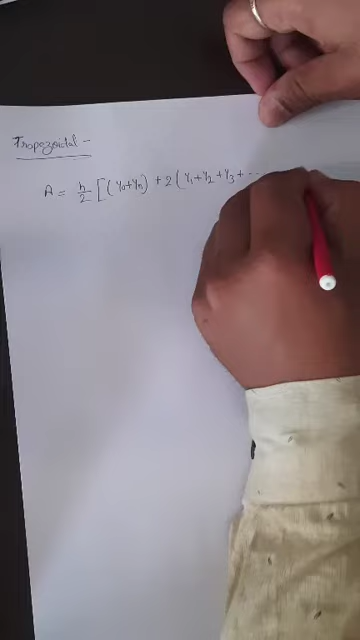 Trapezoidal -
A = h/2 [(y₀+yₙ) + 2(y₁+y₂+y₃+...